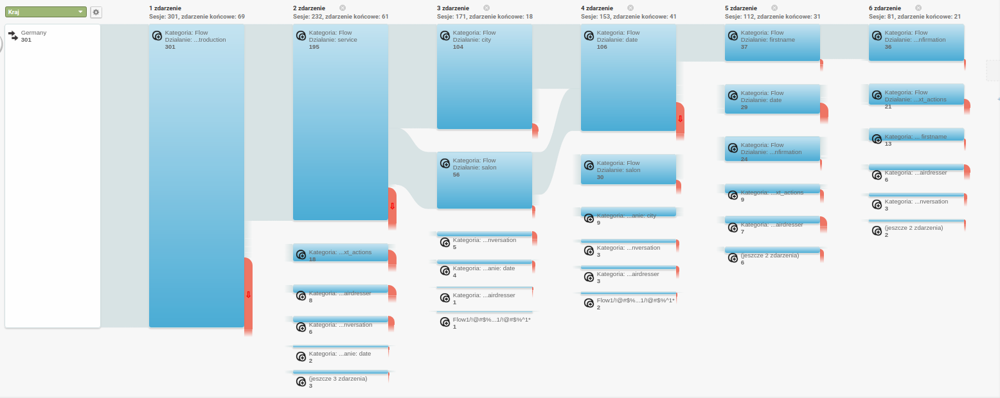 Kraj
1 zdarzenie
Sesje: 301, zdarzenie końcowe: 69
2 zdarzenie
Sesje: 232, zdarzenie końcowe: 61
3 zdarzenie
Sesje: 171, zdarzenie końcowe: 18
4 zdarzenie
Sesje: 153, zdarzenie końcowe: 41
5 zdarzenie
Sesje: 112, zdarzenie końcowe: 31
6 zdarzenie
Sesje: 81, zdarzenie końcowe: 21
Germany
301
Kategoria: Flow
Działanie: ...troduction
301
Kategoria: Flow
Działanie: service
195
Kategoria: ...xt_actions
18
Kategoria: ...airdresser
8
Kategoria: ...nversation
6
Kategoria: ...anie: date
2
(jeszcze 3 zdarzenia)
3
Kategoria: Flow
Działanie: city
104
Kategoria: Flow
Działanie: salon
56
Kategoria: ...nversation
5
Kategoria: ...anie: date
4
Kategoria: ...airdresser
1
Flow1/!@#$%...1/!@#$%^1*
1
Kategoria: Flow
Działanie: date
106
Kategoria: Flow
Działanie: salon
30
Kategoria: ...anie: city
9
Kategoria: ...nversation
3
Kategoria: ...airdresser
3
Flow1/!@#$%...1/!@#$%^1*
2
Kategoria: Flow
Działanie: firstname
37
Kategoria: Flow
Działanie: date
29
Kategoria: Flow
Działanie: ...nfirmation
24
Kategoria: ...xt_actions
9
Kategoria: ...airdresser
7
(jeszcze 2 zdarzenia)
6
Kategoria: Flow
Działanie: ...nfirmation
36
Kategoria: Flow
Działanie: ...xt_actions
21
Kategoria: ... firstname
13
Kategoria: ...airdresser
6
Kategoria: ...nversation
3
(jeszcze 2 zdarzenia)
2